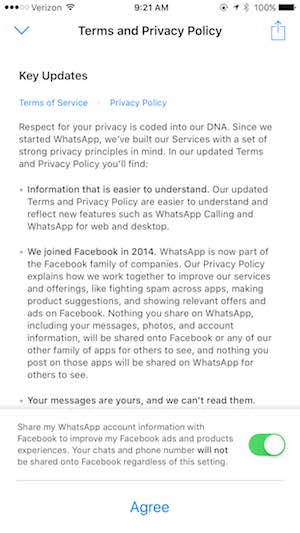 Verizon 9:21 AM 100%
Terms and Privacy Policy
Key Updates
Terms of Service · Privacy Policy
Respect for your privacy is coded into our DNA. Since we
started WhatsApp, we've built our Services with a set of
strong privacy principles in mind. In our updated Terms
and Privacy Policy you'll find:
• Information that is easier to understand. Our updated
Terms and Privacy Policy are easier to understand and
reflect new features such as WhatsApp Calling and
WhatsApp for web and desktop.
• We joined Facebook in 2014. WhatsApp is now part
of the Facebook family of companies. Our Privacy Policy
explains how we work together to improve our services
and offerings, like fighting spam across apps, making
product suggestions, and showing relevant offers and
ads on Facebook. Nothing you share on WhatsApp,
including your messages, photos, and account
information, will be shared onto Facebook or any of our
other family of apps for others to see, and nothing you
post on those apps will be shared on WhatsApp for
others to see.
• Your messages are yours, and we can't read them.
Share my WhatsApp account information with
Facebook to improve my Facebook ads and products
experiences. Your chats and phone number will not
be shared onto Facebook regardless of this setting.
Agree